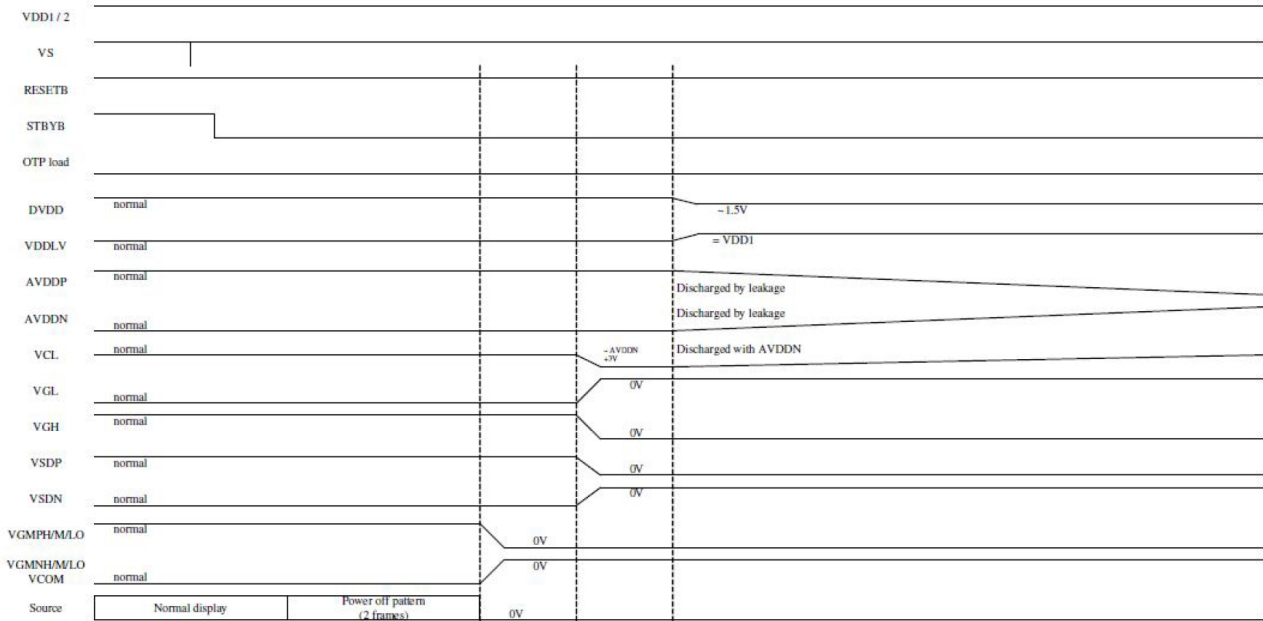 VDD1 / 2
VS
RESETB
STBYB
OTP load
DVDD normal ~1.5V
VDDLV normal = VDD1
AVDDP normal Discharged by leakage
AVDDN normal Discharged by leakage
VCL normal ~ AVDDN Discharged with AVDDN
+3V
VGL normal 0V
VGH normal 0V
VSDP normal 0V
VSDN normal 0V
VGMPH/M/LO normal 0V
VGMNH/M/LO 0V
VCOM normal
Source Normal display Power off pattern 0V
(2 frames)